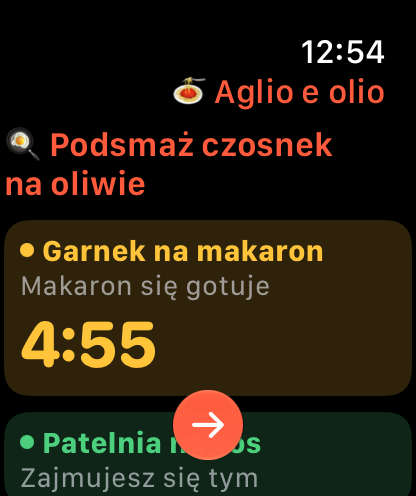 12:54
Aglio e olio
Podsmaż czosnek
na oliwie
Garnek na makaron
Makaron się gotuje
4:55
Patelnia
Zajmujesz się tym